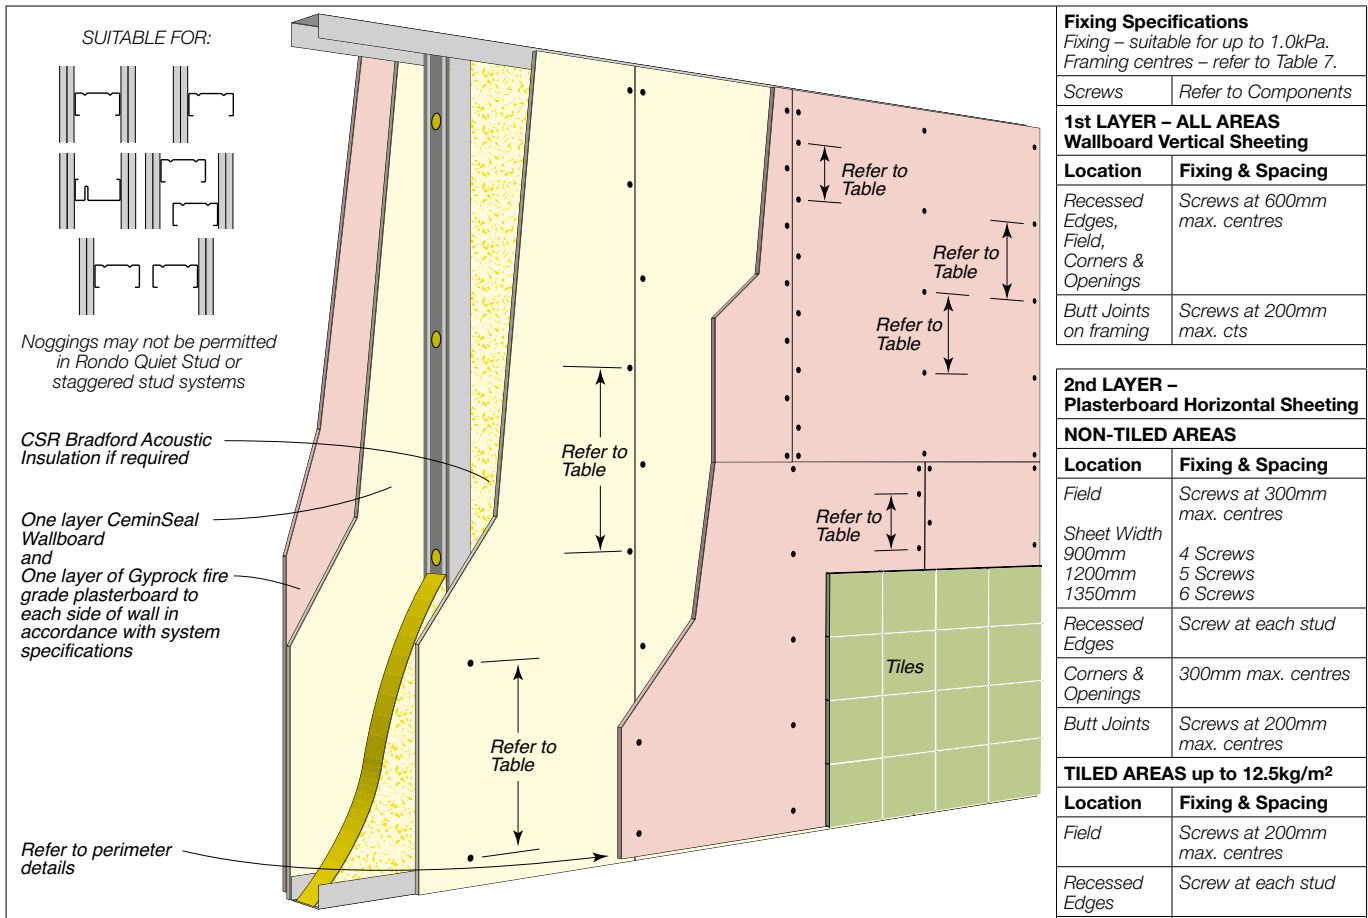 SUITABLE FOR:
Noggings may not be permitted
in Rondo Quiet Stud or
staggered stud systems
CSR Bradford Acoustic
Insulation if required
One layer CeminSeal
Wallboard
and
One layer of Gyprock fire
grade plasterboard to
each side of wall in
accordance with system
specifications
Refer to perimeter
details
Refer to
Table
Refer to
Table
Refer to
Table
Refer to
Table
Refer to
Table
Refer to
Table
Tiles
Fixing Specifications
Fixing – suitable for up to 1.0kPa.
Framing centres – refer to Table 7.
Screws Refer to Components
1st LAYER – ALL AREAS
Wallboard Vertical Sheeting
Location Fixing & Spacing
Recessed Screws at 600mm
Edges, max. centres
Field,
Corners &
Openings
Butt Joints Screws at 200mm
on framing max. cts
2nd LAYER –
Plasterboard Horizontal Sheeting
NON-TILED AREAS
Location Fixing & Spacing
Field Screws at 300mm
max. centres
Sheet Width
900mm 4 Screws
1200mm 5 Screws
1350mm 6 Screws
Recessed Screw at each stud
Edges
Corners & 300mm max. centres
Openings
Butt Joints Screws at 200mm
max. centres
TILED AREAS up to 12.5kg/m²
Location Fixing & Spacing
Field Screws at 200mm
max. centres
Recessed Screw at each stud
Edges